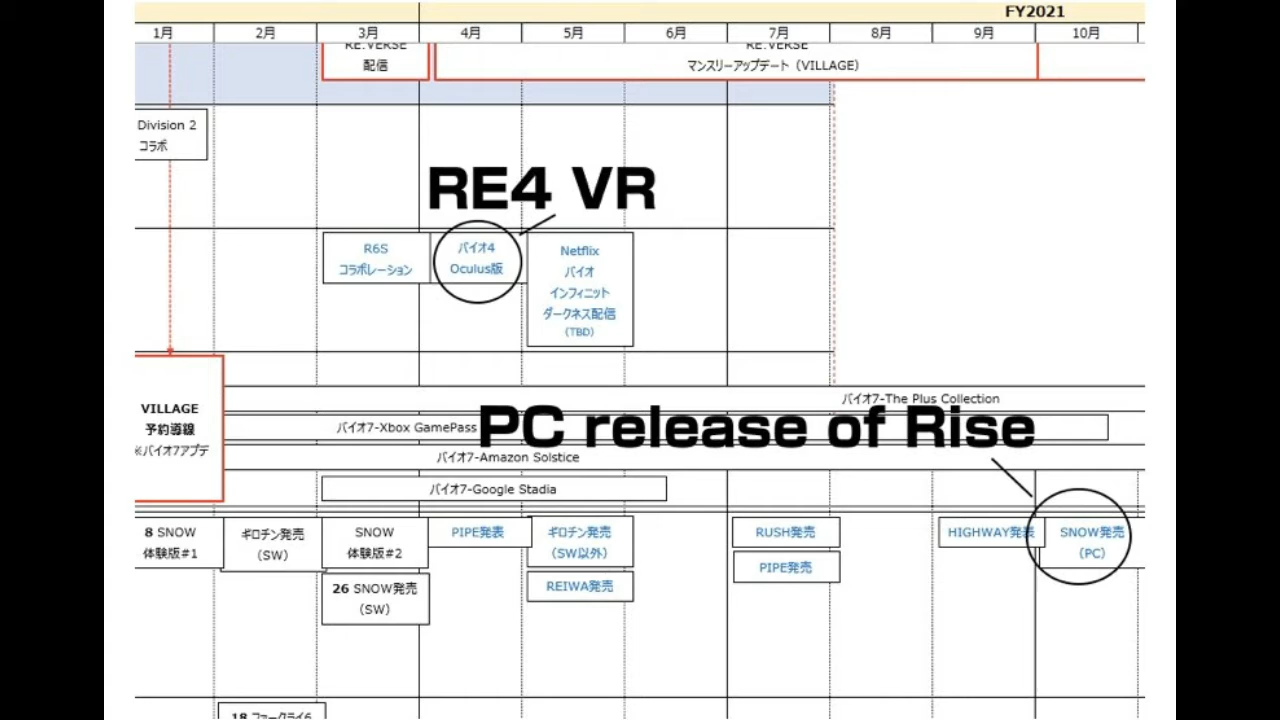 FY2021
1月 2月 3月 4月 5月 6月 7月 8月 9月 10月
RE:VERSE
配信
RE:VERSE
マンスリーアップデート（VILLAGE）
Division 2
コラボ
RE4 VR
R6S
コラボレーション
バイオ4
Oculus版
Netflix
バイオ
インフィニット
ダークネス配信
（TBD）
VILLAGE
予約導線
※バイオ7アプデ
バイオ7-The Plus Collection
バイオ7-Xbox GamePass
PC release of Rise
バイオ7-Amazon Solstice
バイオ7-Google Stadia
8 SNOW
体験版#1
ギロチン発売
（SW）
SNOW
体験版#2
26 SNOW発売
（SW）
PIPE発表
ギロチン発売
（SW以外）
REIWA発売
RUSH発売
PIPE発売
HIGHWAY発表
SNOW発売
（PC）
18 ファークライ6